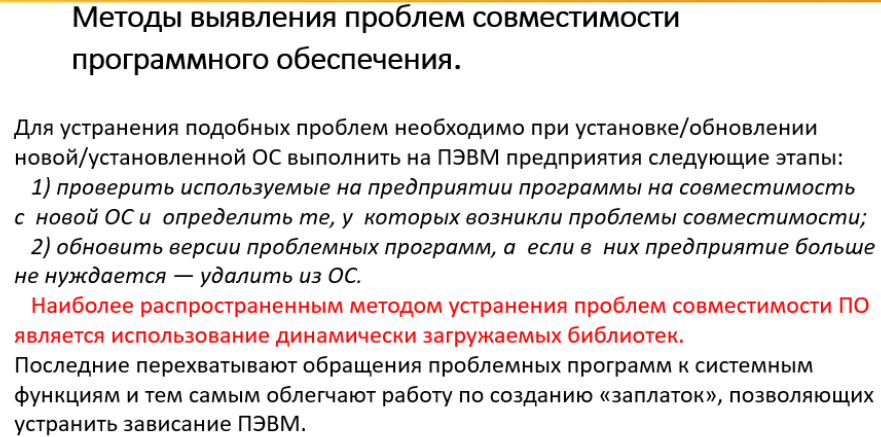 Методы выявления проблем совместимости
программного обеспечения.
Для устранения подобных проблем необходимо при установке/обновлении
новой/установленной ОС выполнить на ПЭВМ предприятия следующие этапы:
1) проверить используемые на предприятии программы на совместимость
с новой ОС и определить те, у которых возникли проблемы совместимости;
2) обновить версии проблемных программ, а если в них предприятие больше
не нуждается — удалить из ОС.
Наиболее распространенным методом устранения проблем совместимости ПО
является использование динамически загружаемых библиотек.
Последние перехватывают обращения проблемных программ к системным
функциям и тем самым облегчают работу по созданию «заплаток», позволяющих
устранить зависание ПЭВМ.